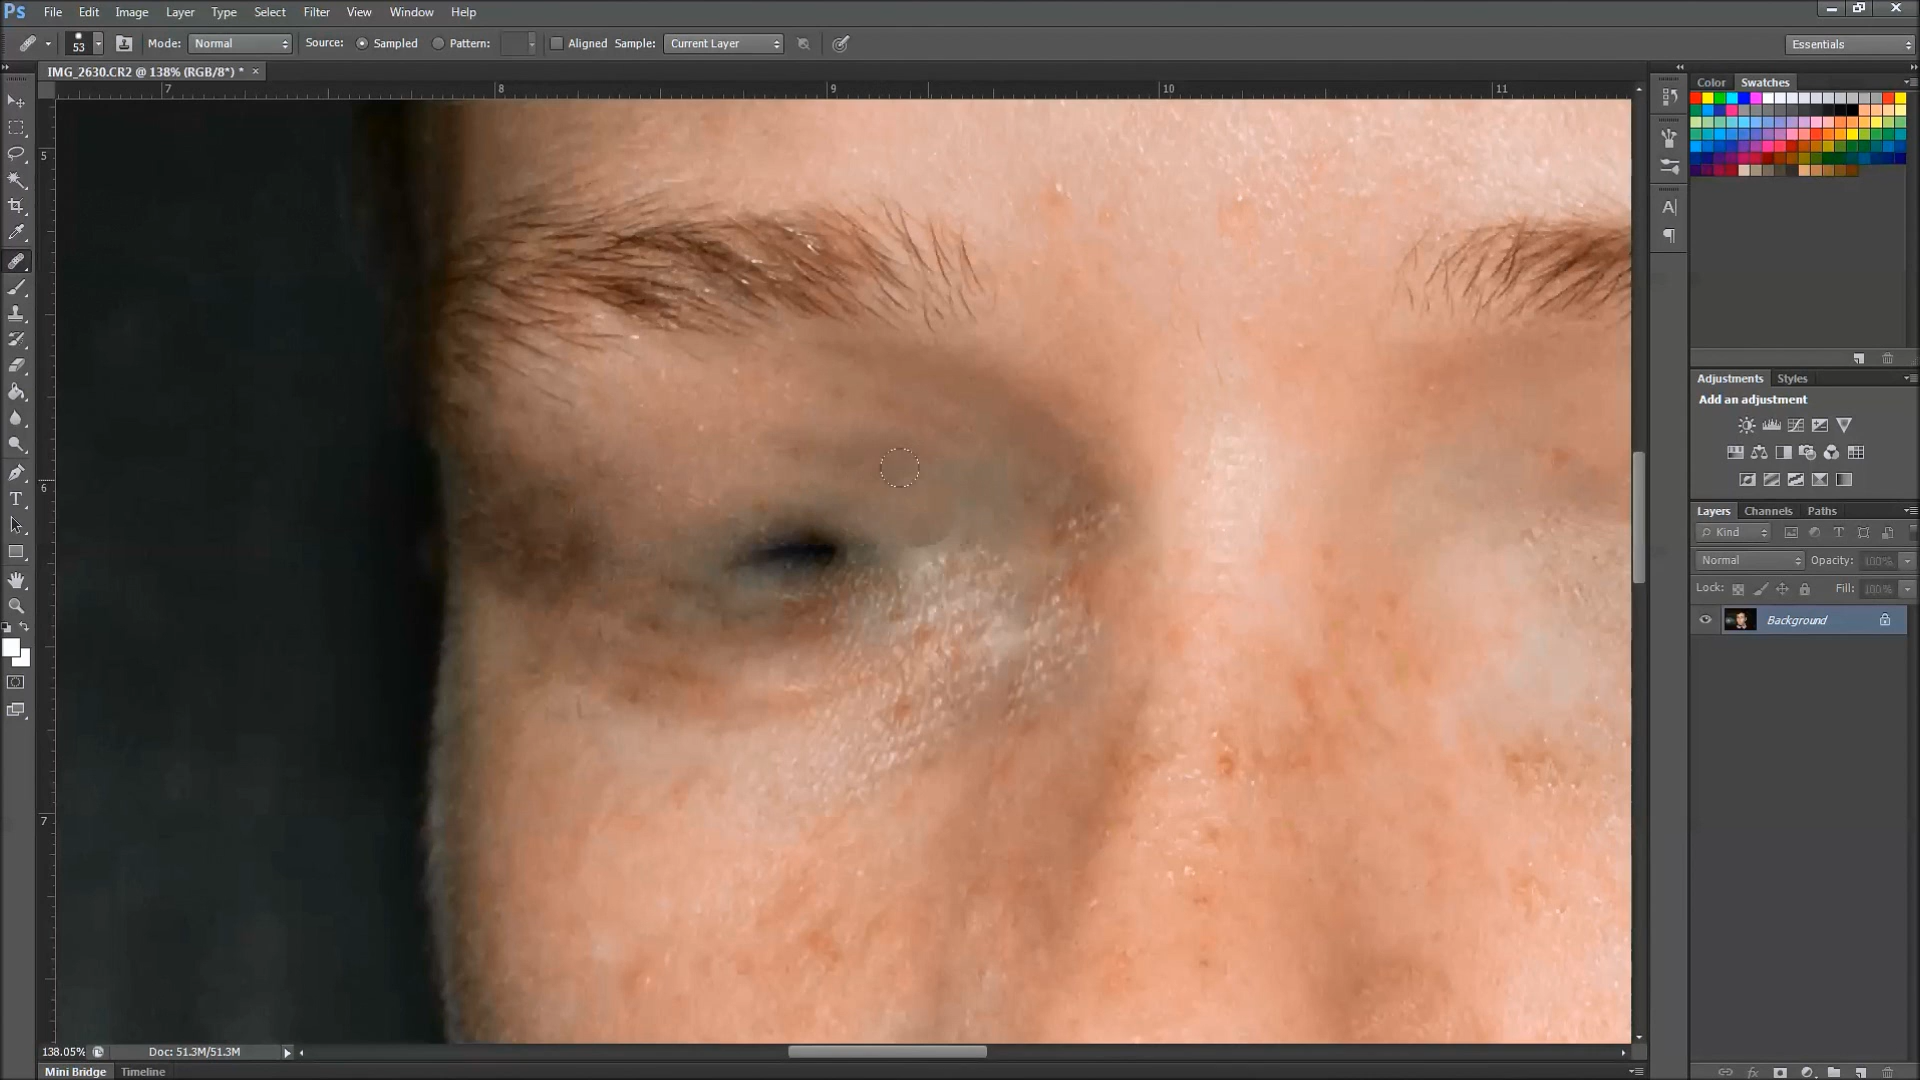 Ps File Edit Image Layer Type Select Filter View Window Help
53 Mode: Normal Source: Sampled Pattern: Aligned Sample: Current Layer Essentials
IMG_2630.CR2 @ 138% (RGB/8*) * ×
7 8 9 10 11
5
6
7
Color Swatches
Adjustments Styles
Add an adjustment
Layers Channels Paths
Kind
Normal Opacity: 100%
Lock: Fill: 100%
Background
138.05% Doc: 51.3M/51.3M
Mini Bridge Timeline